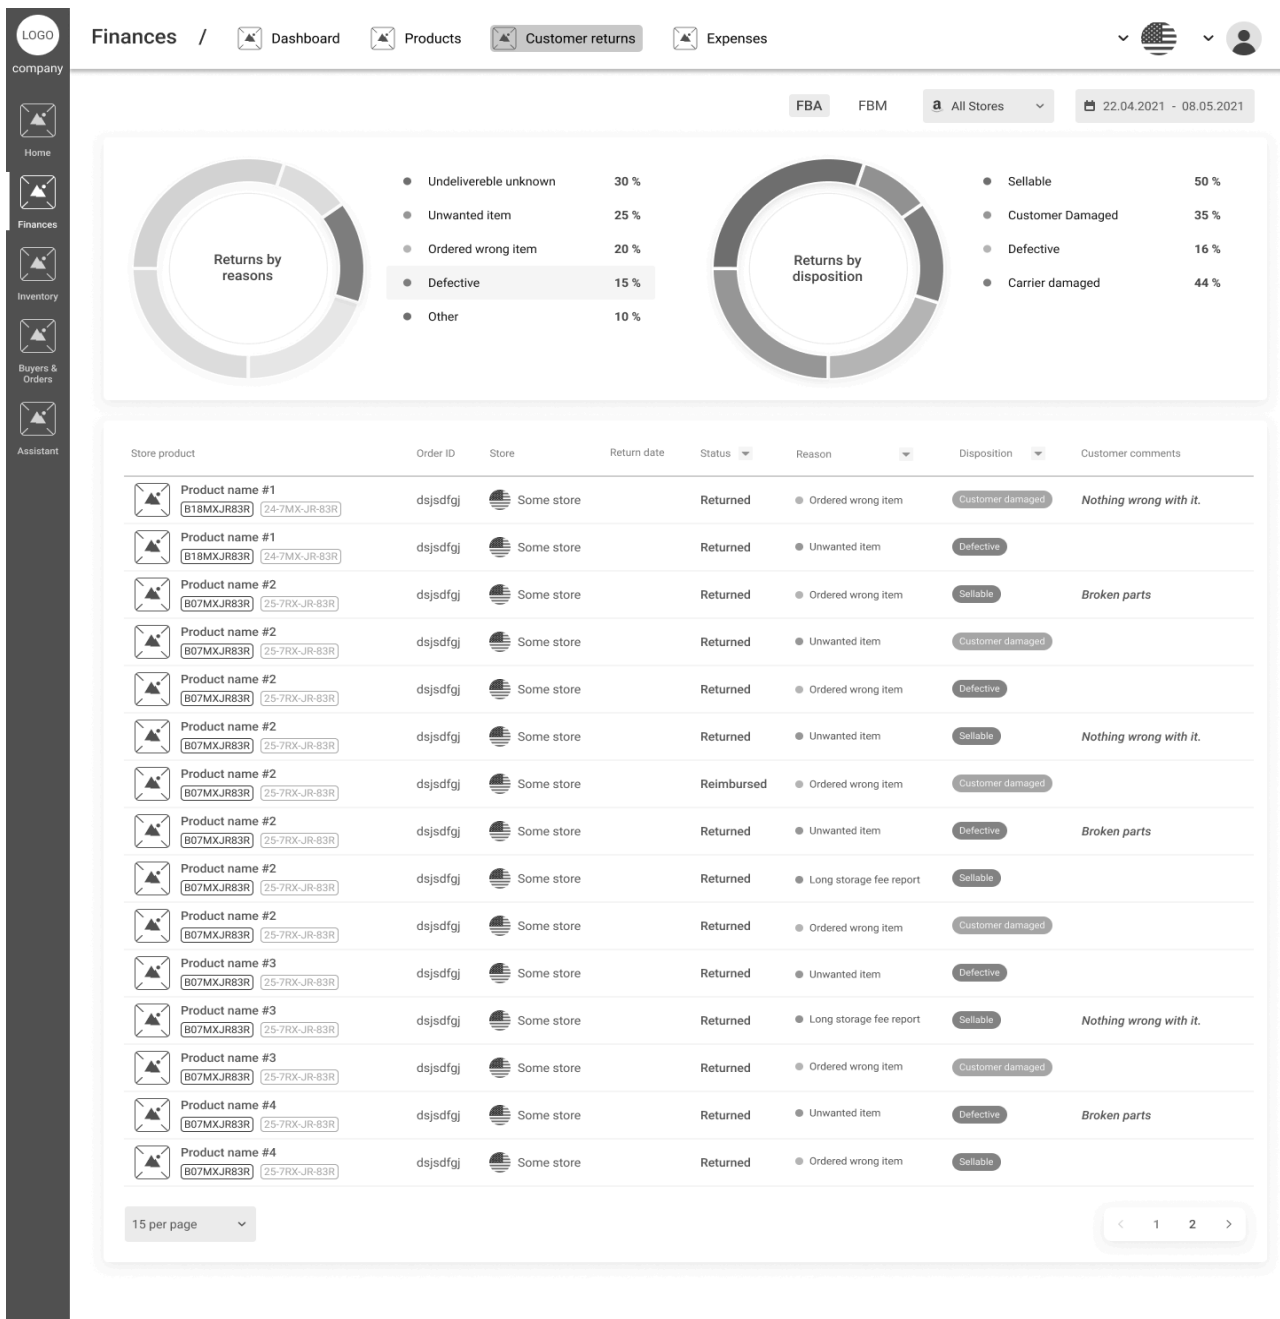 LOGO
company
Finances / Dashboard Products Customer returns Expenses
Home
Finances
Inventory
Buyers &
Orders
Assistant
FBA FBM a All Stores 22.04.2021 - 08.05.2021
Returns by
reasons
Undelivereble unknown 30 %
Unwanted item 25 %
Ordered wrong item 20 %
Defective 15 %
Other 10 %
Returns by
disposition
Sellable 50 %
Customer Damaged 35 %
Defective 16 %
Carrier damaged 44 %
Store product Order ID Store Return date Status Reason Disposition Customer comments
Product name #1
B18MXJR83R 24-7MX-JR-83R dsjsdfgj Some store Returned Ordered wrong item Customer damaged Nothing wrong with it.
Product name #1
B18MXJR83R 24-7MX-JR-83R dsjsdfgj Some store Returned Unwanted item Defective
Product name #2
B07MXJR83R 25-7RX-JR-83R dsjsdfgj Some store Returned Ordered wrong item Sellable Broken parts
Product name #2
B07MXJR83R 25-7RX-JR-83R dsjsdfgj Some store Returned Unwanted item Customer damaged
Product name #2
B07MXJR83R 25-7RX-JR-83R dsjsdfgj Some store Returned Ordered wrong item Defective
Product name #2
B07MXJR83R 25-7RX-JR-83R dsjsdfgj Some store Returned Unwanted item Sellable Nothing wrong with it.
Product name #2
B07MXJR83R 25-7RX-JR-83R dsjsdfgj Some store Reimbursed Ordered wrong item Customer damaged
Product name #2
B07MXJR83R 25-7RX-JR-83R dsjsdfgj Some store Returned Unwanted item Defective Broken parts
Product name #2
B07MXJR83R 25-7RX-JR-83R dsjsdfgj Some store Returned Long storage fee report Sellable
Product name #2
B07MXJR83R 25-7RX-JR-83R dsjsdfgj Some store Returned Ordered wrong item Customer damaged
Product name #3
B07MXJR83R 25-7RX-JR-83R dsjsdfgj Some store Returned Unwanted item Defective
Product name #3
B07MXJR83R 25-7RX-JR-83R dsjsdfgj Some store Returned Long storage fee report Sellable Nothing wrong with it.
Product name #3
B07MXJR83R 25-7RX-JR-83R dsjsdfgj Some store Returned Ordered wrong item Customer damaged
Product name #4
B07MXJR83R 25-7RX-JR-83R dsjsdfgj Some store Returned Unwanted item Defective Broken parts
Product name #4
B07MXJR83R 25-7RX-JR-83R dsjsdfgj Some store Returned Ordered wrong item Sellable
15 per page < 1 2 >